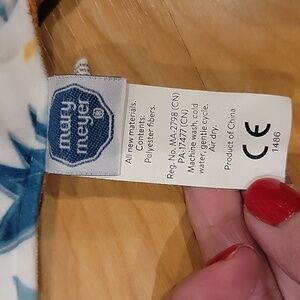 mary
meyer
®
All new materials.
Contents:
Polyester fibers.
Reg. No. MA-2798 (CN)
PA-17477 (CN)
Machine wash, cold
water, gentle cycle.
Air dry.
Product of China
CE
1486